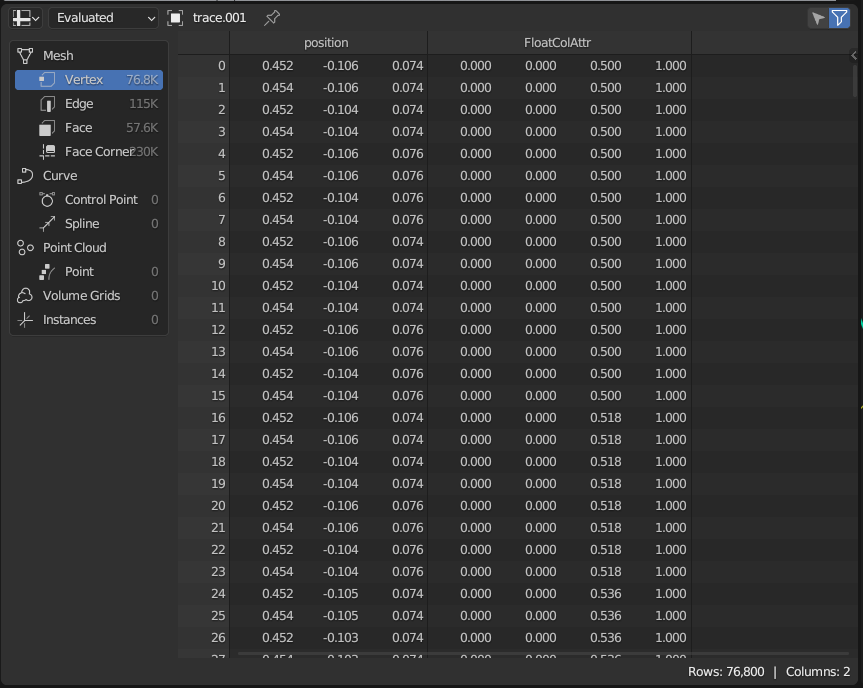 Evaluated trace.001
Mesh
Vertex 76.8K
Edge 115K
Face 57.6K
Face Corner 230K
Curve
Control Point 0
Spline 0
Point Cloud
Point 0
Volume Grids 0
Instances 0
position FloatColAttr
0 0.452 -0.106 0.074 0.000 0.000 0.500 1.000
1 0.454 -0.106 0.074 0.000 0.000 0.500 1.000
2 0.452 -0.104 0.074 0.000 0.000 0.500 1.000
3 0.454 -0.104 0.074 0.000 0.000 0.500 1.000
4 0.452 -0.106 0.076 0.000 0.000 0.500 1.000
5 0.454 -0.106 0.076 0.000 0.000 0.500 1.000
6 0.452 -0.104 0.076 0.000 0.000 0.500 1.000
7 0.454 -0.104 0.076 0.000 0.000 0.500 1.000
8 0.452 -0.106 0.074 0.000 0.000 0.500 1.000
9 0.454 -0.106 0.074 0.000 0.000 0.500 1.000
10 0.452 -0.104 0.074 0.000 0.000 0.500 1.000
11 0.454 -0.104 0.074 0.000 0.000 0.500 1.000
12 0.452 -0.106 0.076 0.000 0.000 0.500 1.000
13 0.454 -0.106 0.076 0.000 0.000 0.500 1.000
14 0.452 -0.104 0.076 0.000 0.000 0.500 1.000
15 0.454 -0.104 0.076 0.000 0.000 0.500 1.000
16 0.452 -0.106 0.074 0.000 0.000 0.518 1.000
17 0.454 -0.106 0.074 0.000 0.000 0.518 1.000
18 0.452 -0.104 0.074 0.000 0.000 0.518 1.000
19 0.454 -0.104 0.074 0.000 0.000 0.518 1.000
20 0.452 -0.106 0.076 0.000 0.000 0.518 1.000
21 0.454 -0.106 0.076 0.000 0.000 0.518 1.000
22 0.452 -0.104 0.076 0.000 0.000 0.518 1.000
23 0.454 -0.104 0.076 0.000 0.000 0.518 1.000
24 0.452 -0.105 0.074 0.000 0.000 0.536 1.000
25 0.454 -0.105 0.074 0.000 0.000 0.536 1.000
26 0.452 -0.103 0.074 0.000 0.000 0.536 1.000
Rows: 76,800 | Columns: 2